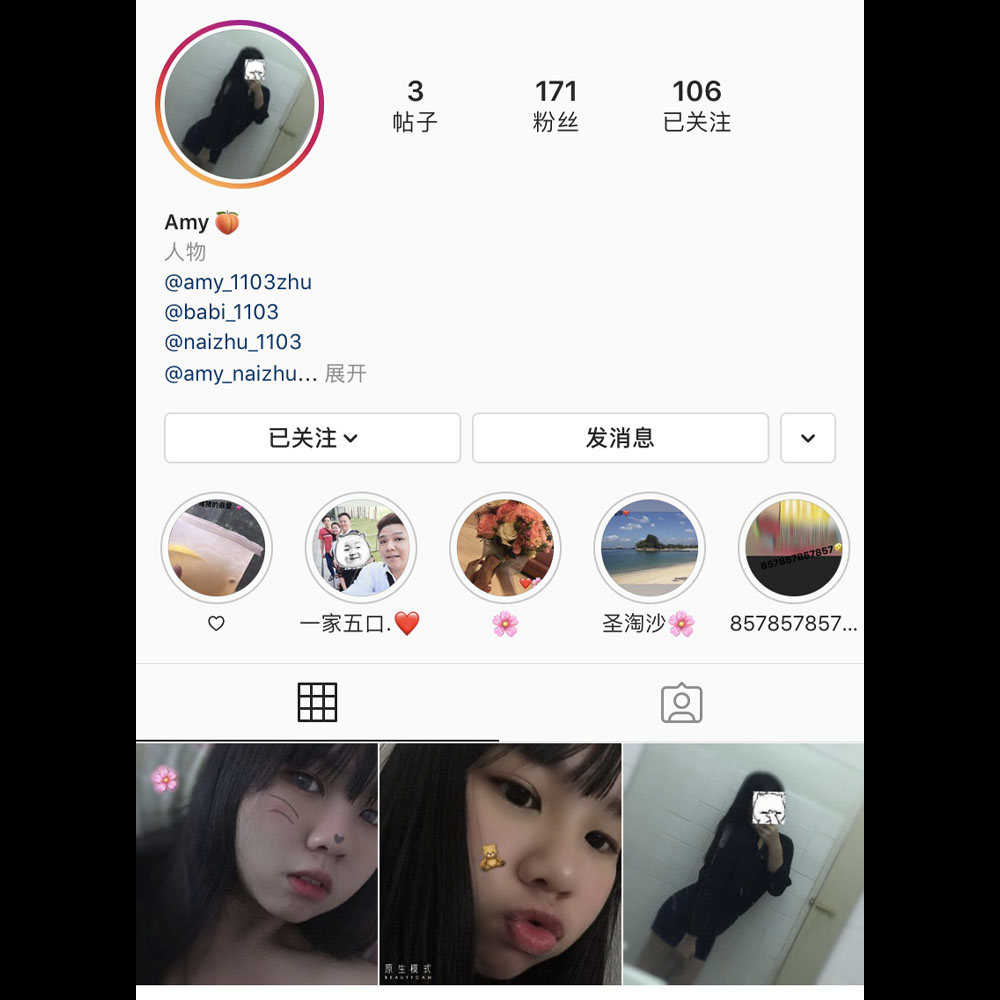 3
171
106
帖子
粉丝
已关注
Amy 🍑
人物
@amy_1103zhu
@babi_1103
@naizhu_1103
@amy_naizhu... 展开
已关注
发消息
857857857857
♡
一家五口.❤️
🌸
圣淘沙🌸
857857857...
原生模式
BEAUTYCAM